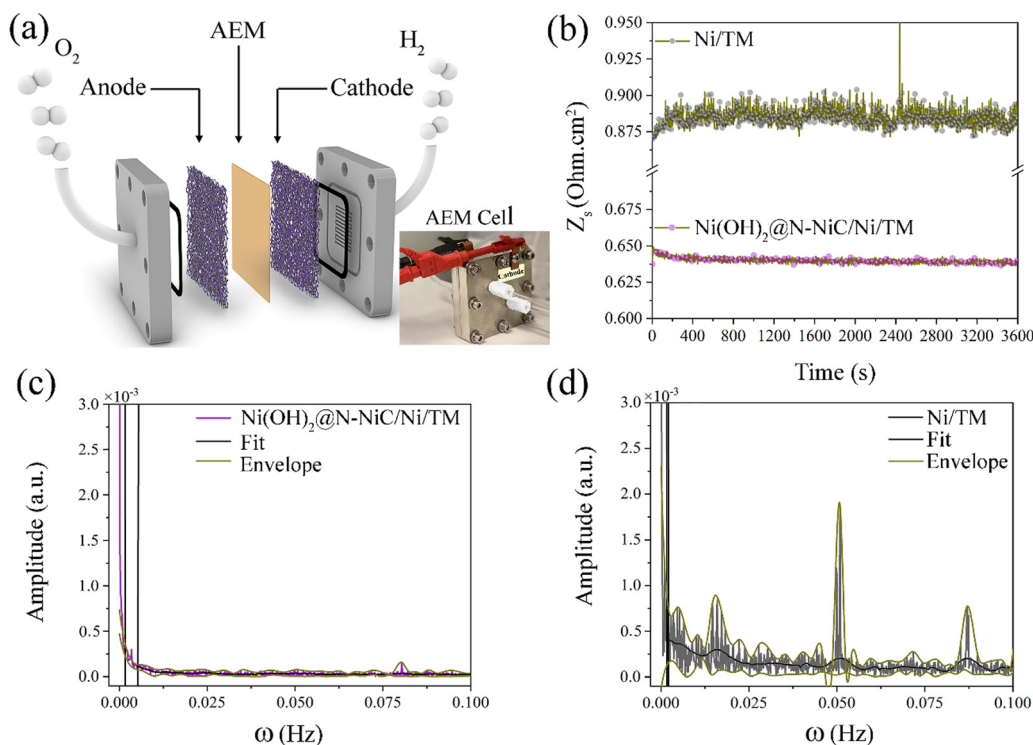 (a)
O2
AEM
H2
Anode
Cathode
AEM Cell
Cathode
(b)
Ni/TM
Ni(OH)2@N-NiC/Ni/TM
Zs (Ohm.cm2)
0.950
0.925
0.900
0.875
0.675
0.650
0.625
0.600
0 400 800 1200 1600 2000 2400 2800 3200 3600
Time (s)
(c)
×10-3
Ni(OH)2@N-NiC/Ni/TM
Fit
Envelope
Amplitude (a.u.)
3.0
2.5
2.0
1.5
1.0
0.5
0.0
0.000 0.025 0.050 0.075 0.100
ω (Hz)
(d)
×10-3
Ni/TM
Fit
Envelope
Amplitude (a.u.)
3.0
2.5
2.0
1.5
1.0
0.5
0.0
0.000 0.025 0.050 0.075 0.100
ω (Hz)